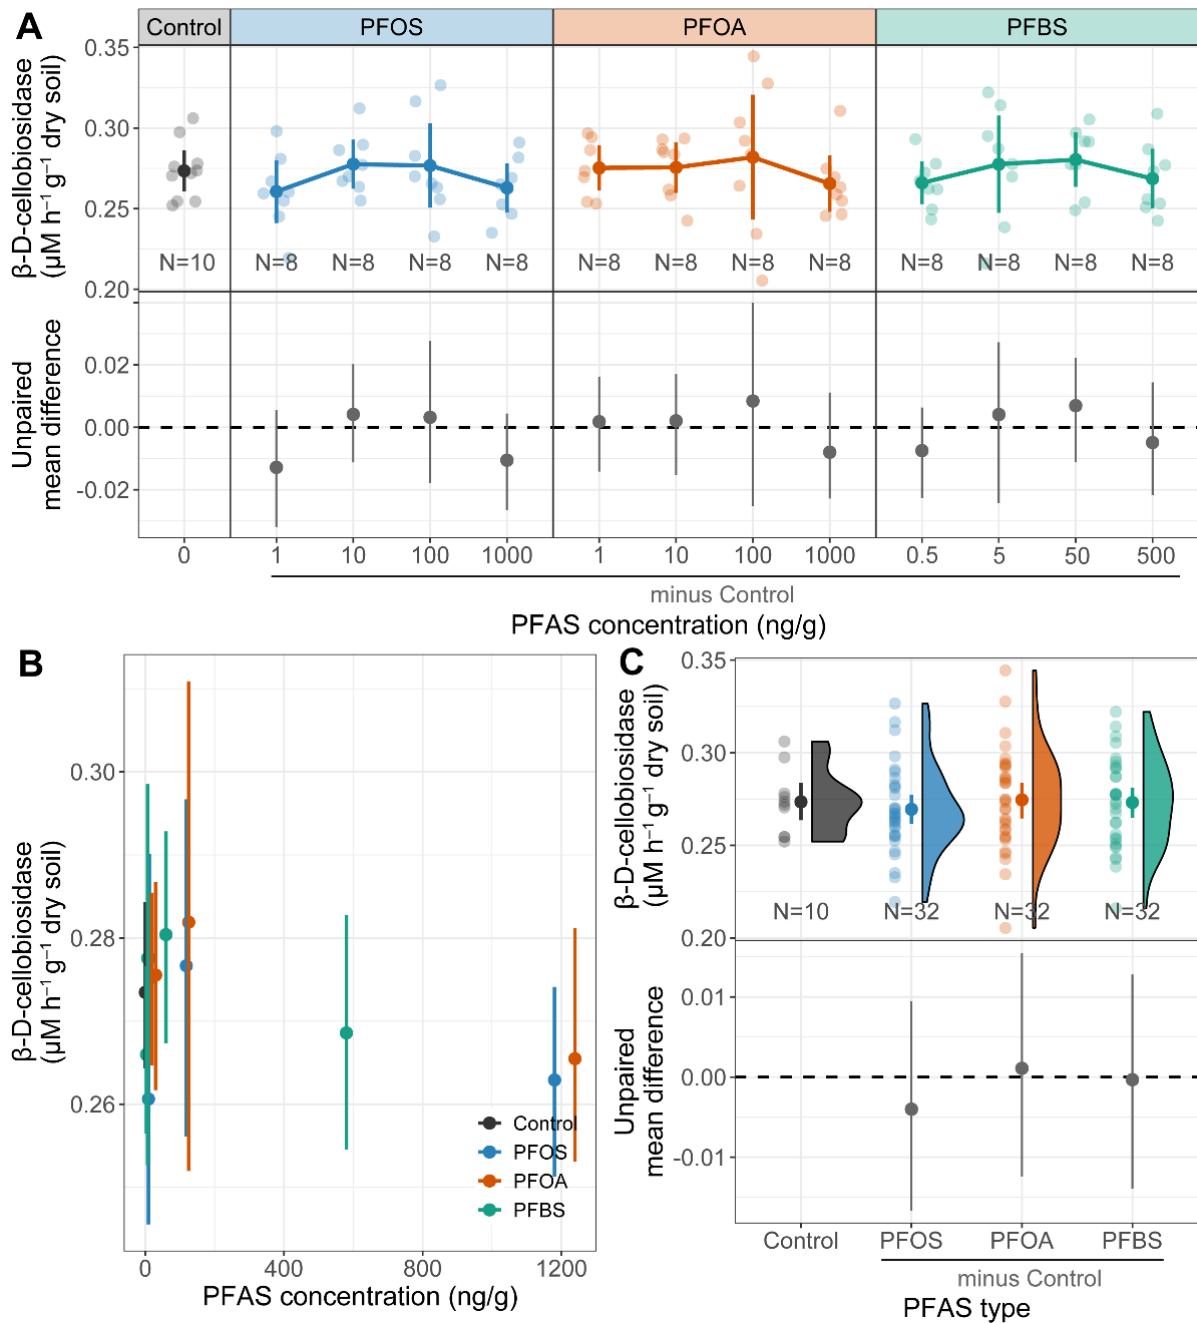 A
Control PFOS PFOA PFBS
β-D-cellobiosidase
(μM h⁻¹ g⁻¹ dry soil)
0.35
0.30
0.25
0.20
N=10 N=8 N=8 N=8 N=8 N=8 N=8 N=8 N=8 N=8 N=8 N=8 N=8
Unpaired
mean difference
0.02
0.00
-0.02
0 1 10 100 1000 1 10 100 1000 0.5 5 50 500
minus Control
PFAS concentration (ng/g)
B
β-D-cellobiosidase
(μM h⁻¹ g⁻¹ dry soil)
0.30
0.28
0.26
Control
PFOS
PFOA
PFBS
0 400 800 1200
PFAS concentration (ng/g)
C
β-D-cellobiosidase
(μM h⁻¹ g⁻¹ dry soil)
0.35
0.30
0.25
0.20
N=10 N=32 N=32 N=32
Unpaired
mean difference
0.01
0.00
-0.01
Control PFOS PFOA PFBS
minus Control
PFAS type